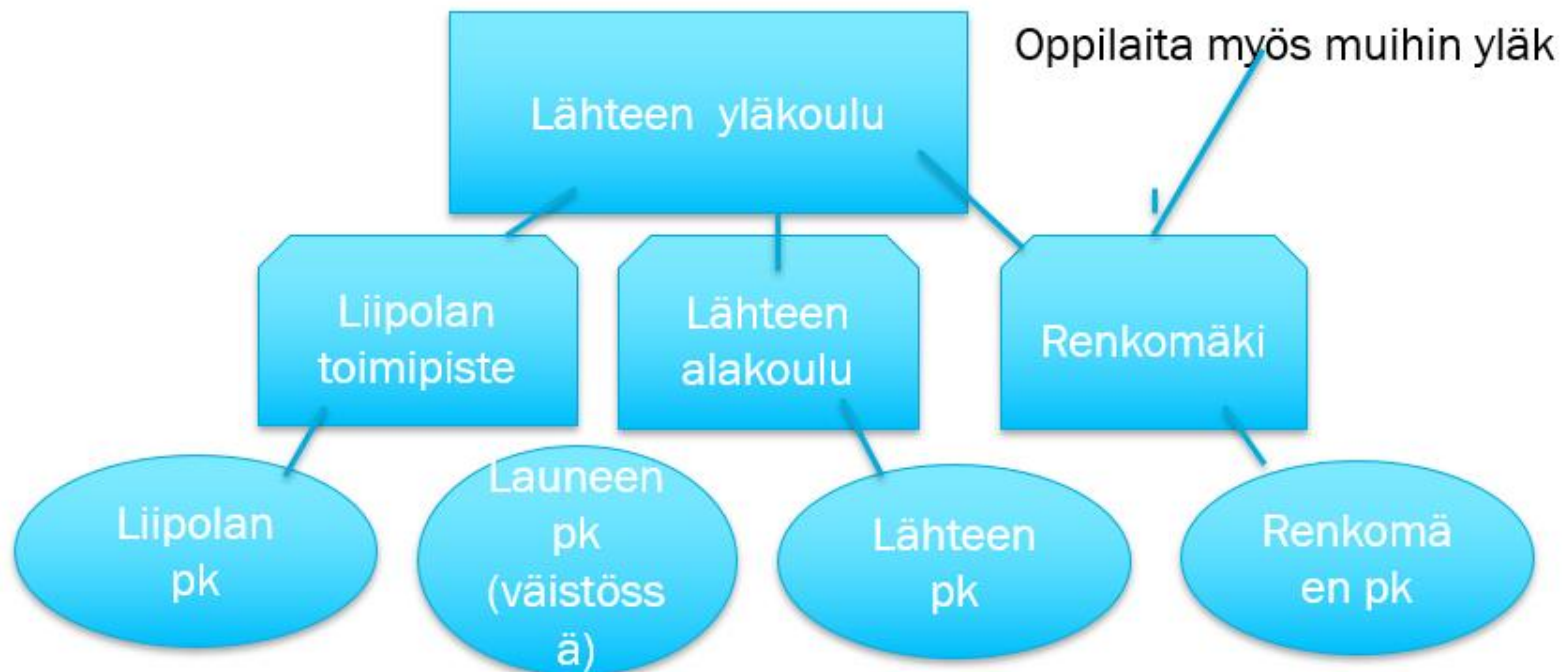 Oppilaita myös muihin yläk
Lähteen yläkoulu
Liipolan
toimipiste
Lähteen
alakoulu
Renkomäki
Liipolan
pk
Launeen
pk
(väistöss
ä)
Lähteen
pk
Renkomä
en pk